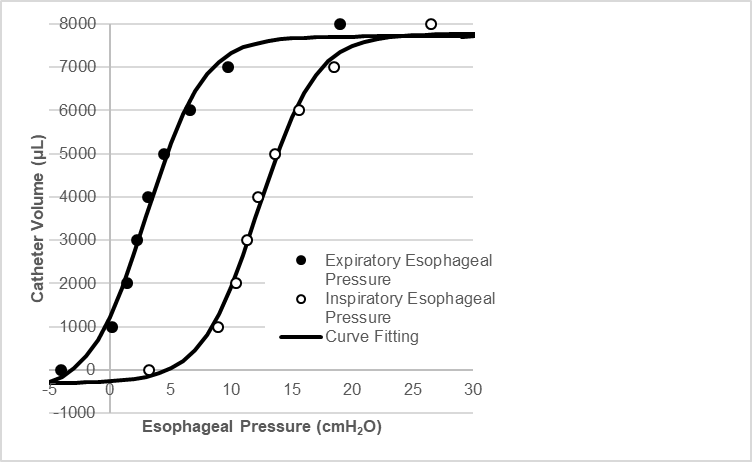 8000
7000
6000
5000
4000
3000
2000
1000
0
-1000
Catheter Volume (µL)
-5 0 5 10 15 20 25 30
Esophageal Pressure (cmH₂O)
Expiratory Esophageal
Pressure
Inspiratory Esophageal
Pressure
Curve Fitting